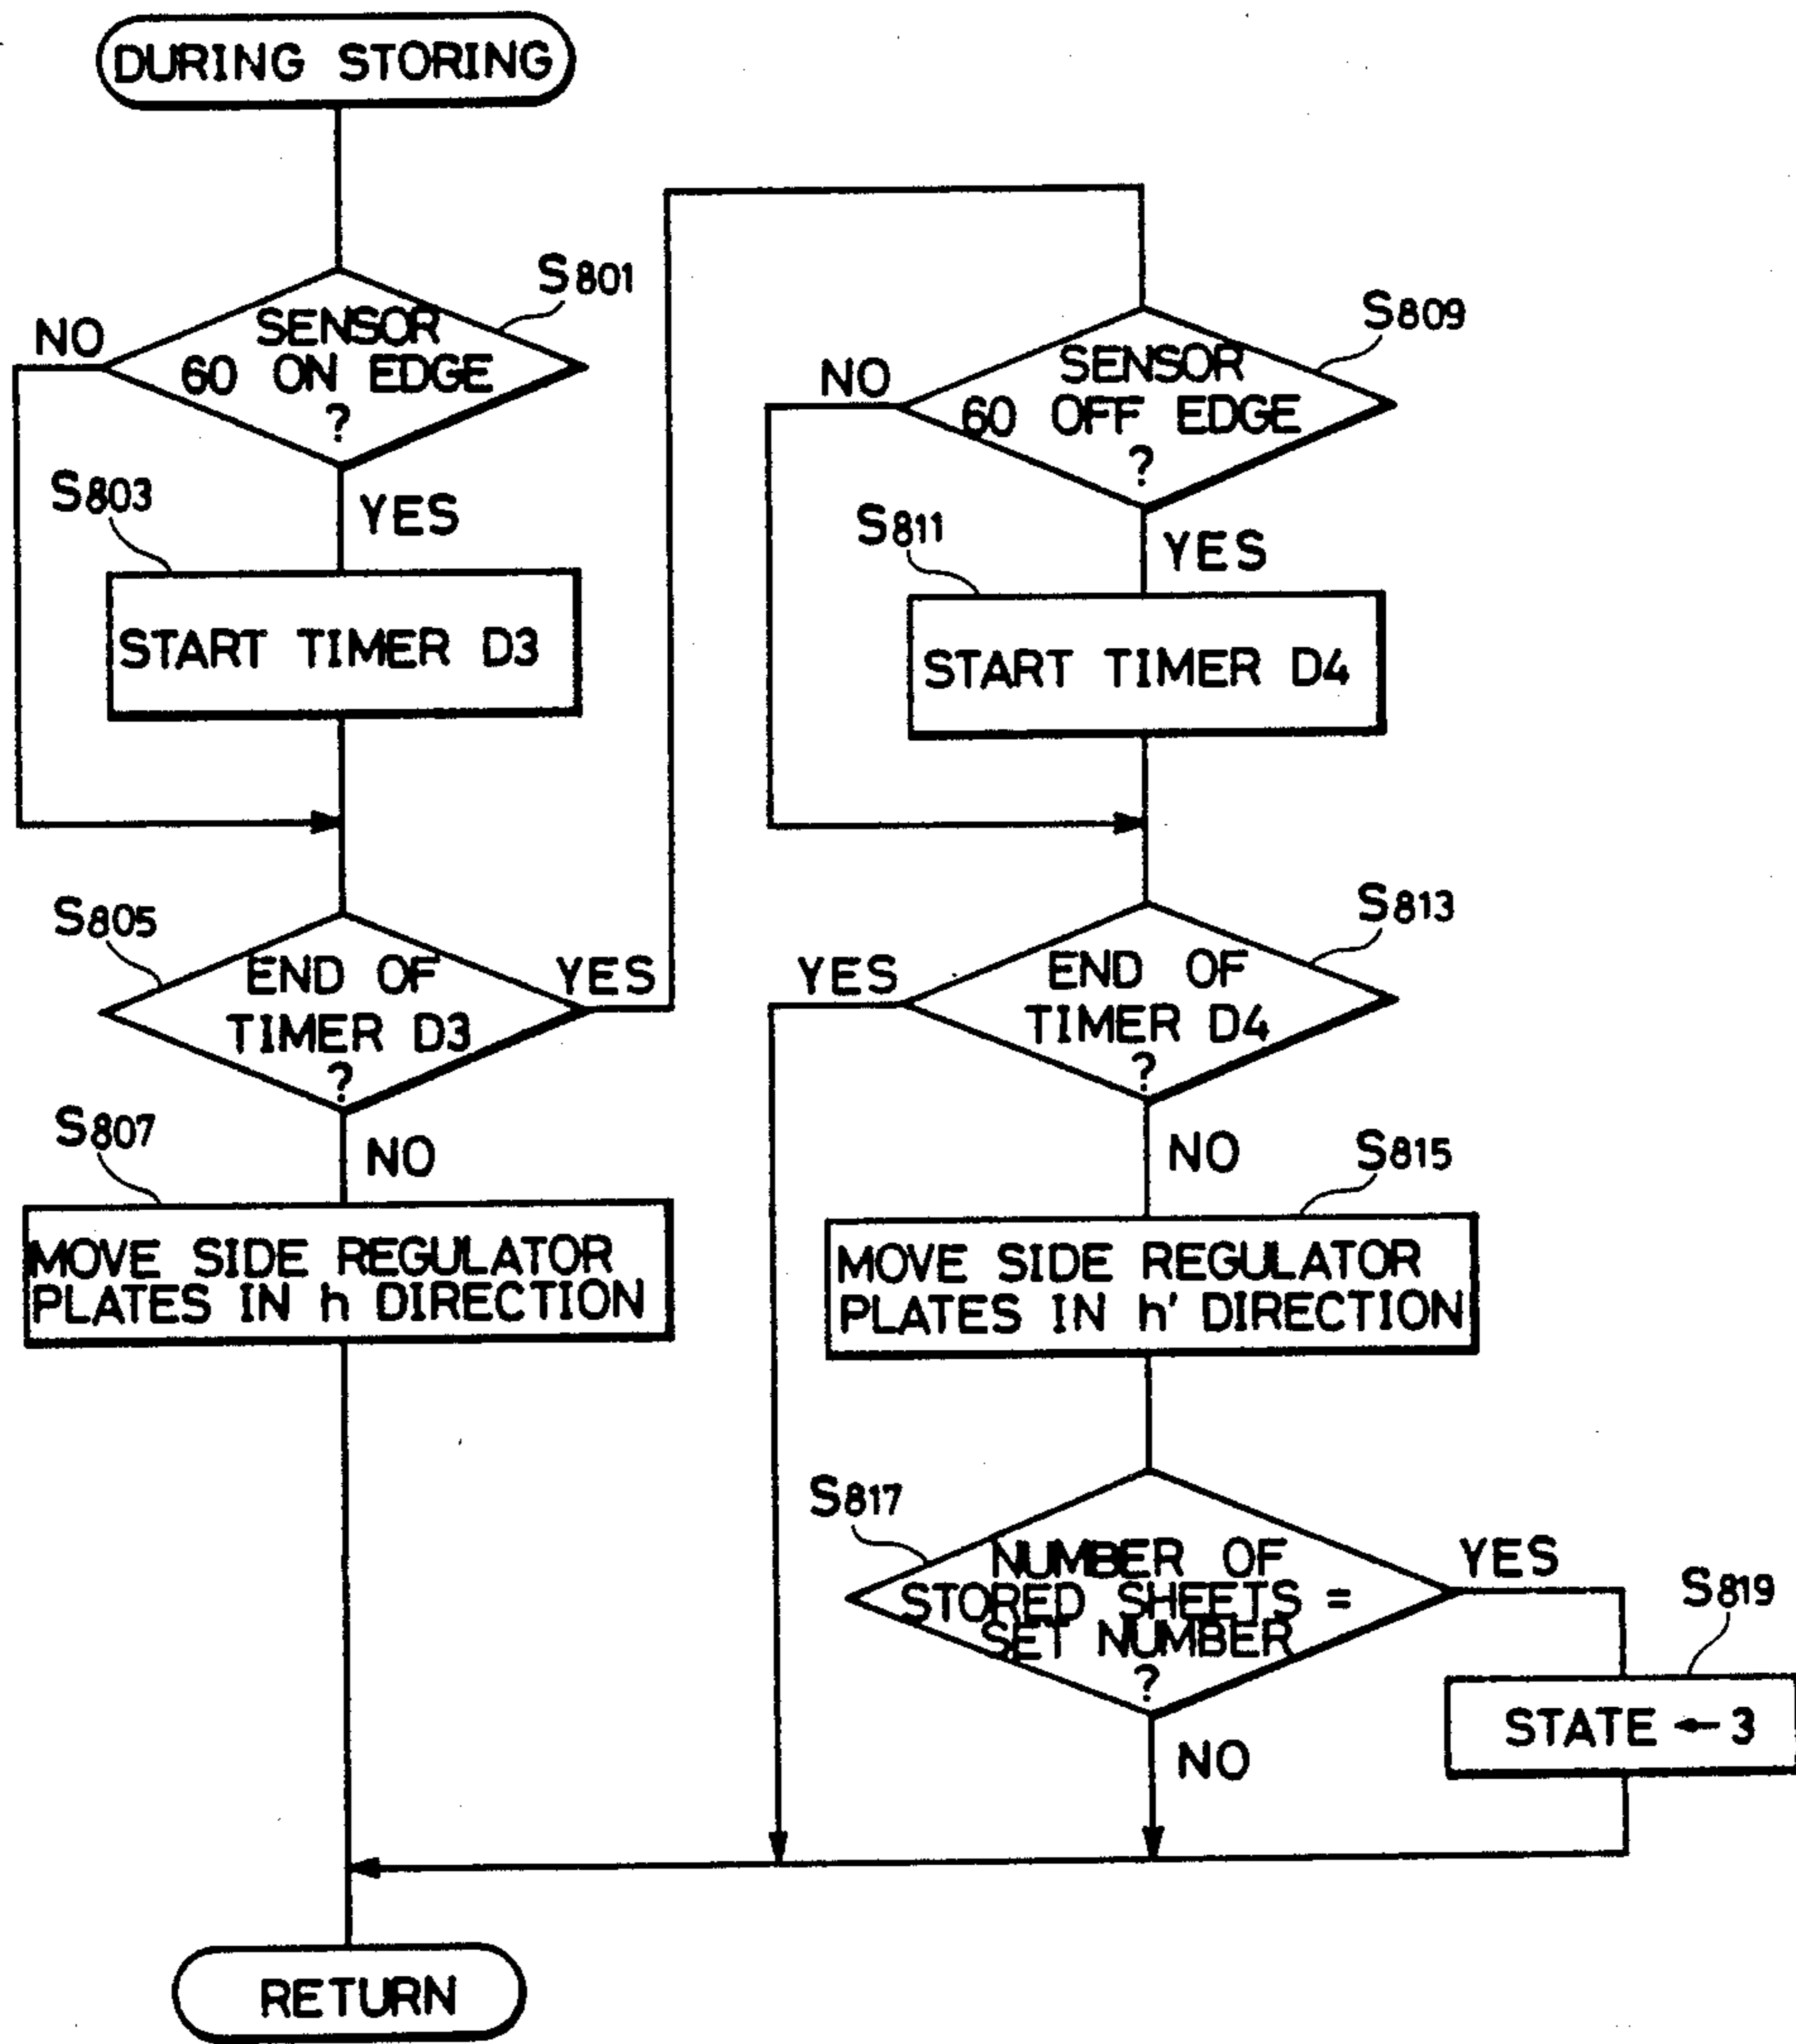 DURING STORING
S801
NO
SENSOR
60 ON EDGE
?
YES
S803
START TIMER D3
S805
END OF
TIMER D3
?
YES
NO
S807
MOVE SIDE REGULATOR
PLATES IN h DIRECTION
S809
NO
SENSOR
60 OFF EDGE
?
YES
S811
START TIMER D4
S813
YES
END OF
TIMER D4
?
NO
S815
MOVE SIDE REGULATOR
PLATES IN h' DIRECTION
S817
NUMBER OF
STORED SHEETS =
SET NUMBER
?
YES
NO
S819
STATE ← 3
RETURN